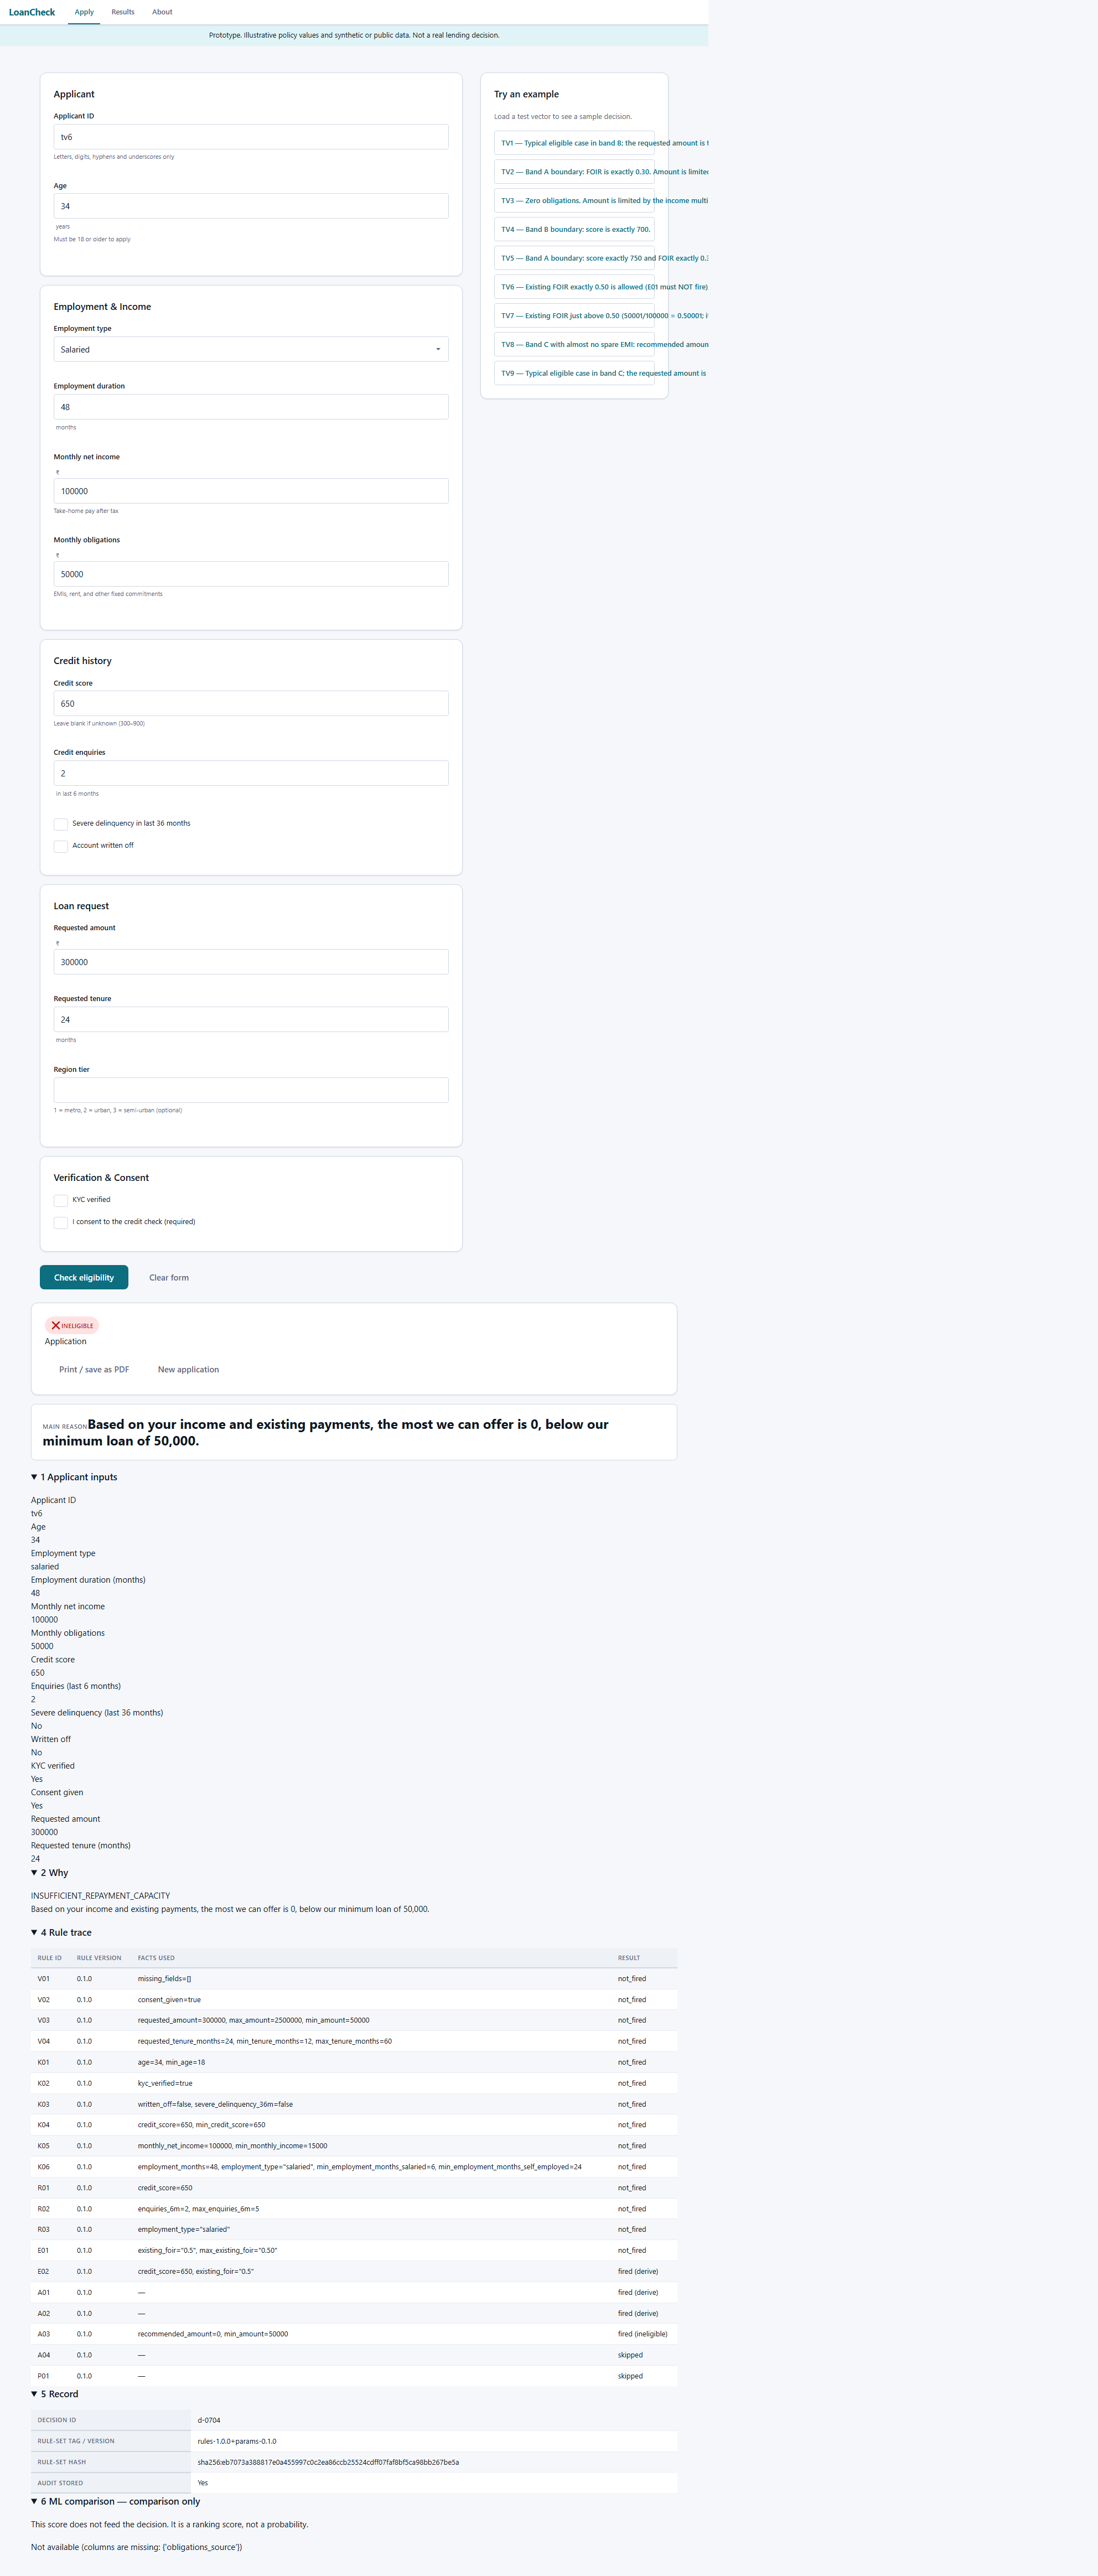 LoanCheck Apply Results About
Prototype. Illustrative policy values and synthetic or public data. Not a real lending decision.
Applicant
Applicant ID
tv6
Letters, digits, hyphens and underscores only
Age
34
years
Must be 18 or older to apply
Employment & Income
Employment type
Salaried
Employment duration
48
months
Monthly net income
₹
100000
Take-home pay after tax
Monthly obligations
₹
50000
EMIs, rent, and other fixed commitments
Credit history
Credit score
650
Leave blank if unknown (300–900)
Credit enquiries
2
in last 6 months
Severe delinquency in last 36 months
Account written off
Loan request
Requested amount
₹
300000
Requested tenure
24
months
Region tier
1 = metro, 2 = urban, 3 = semi-urban (optional)
Verification & Consent
KYC verified
I consent to the credit check (required)
Check eligibility Clear form
Try an example
Load a test vector to see a sample decision.
TV1 — Typical eligible case in band B; the requested amount is
TV2 — Band A boundary: FOIR is exactly 0.30. Amount is limited
TV3 — Zero obligations. Amount is limited by the income multi
TV4 — Band B boundary: score is exactly 700.
TV5 — Band A boundary: score exactly 750 and FOIR exactly 0.3
TV6 — Existing FOIR exactly 0.50 is allowed (E01 must NOT fire)
TV7 — Existing FOIR just above 0.50 (50001/100000 = 0.50001; i
TV8 — Band C with almost no spare EMI: recommended amoun
TV9 — Typical eligible case in band C; the requested amount is
❌ INELIGIBLE
Application
Print / save as PDF New application
MAIN REASON Based on your income and existing payments, the most we can offer is 0, below our
minimum loan of 50,000.
▼ 1 Applicant inputs
Applicant ID
tv6
Age
34
Employment type
salaried
Employment duration (months)
48
Monthly net income
100000
Monthly obligations
50000
Credit score
650
Enquiries (last 6 months)
2
Severe delinquency (last 36 months)
No
Written off
No
KYC verified
Yes
Consent given
Yes
Requested amount
300000
Requested tenure (months)
24
▼ 2 Why
INSUFFICIENT_REPAYMENT_CAPACITY
Based on your income and existing payments, the most we can offer is 0, below our minimum loan of 50,000.
▼ 4 Rule trace
RULE ID RULE VERSION FACTS USED RESULT
V01 0.1.0 missing_fields=[] not_fired
V02 0.1.0 consent_given=true not_fired
V03 0.1.0 requested_amount=300000, max_amount=2500000, min_amount=50000 not_fired
V04 0.1.0 requested_tenure_months=24, min_tenure_months=12, max_tenure_months=60 not_fired
K01 0.1.0 age=34, min_age=18 not_fired
K02 0.1.0 kyc_verified=true not_fired
K03 0.1.0 written_off=false, severe_delinquency_36m=false not_fired
K04 0.1.0 credit_score=650, min_credit_score=650 not_fired
K05 0.1.0 monthly_net_income=100000, min_monthly_income=15000 not_fired
K06 0.1.0 employment_months=48, employment_type="salaried", min_employment_months_salaried=6, min_employment_months_self_employed=24 not_fired
R01 0.1.0 credit_score=650 not_fired
R02 0.1.0 enquiries_6m=2, max_enquiries_6m=5 not_fired
R03 0.1.0 employment_type="salaried" not_fired
E01 0.1.0 existing_foir="0.5", max_existing_foir="0.50" not_fired
E02 0.1.0 credit_score=650, existing_foir="0.5" fired (derive)
A01 0.1.0 — fired (derive)
A02 0.1.0 — fired (derive)
A03 0.1.0 recommended_amount=0, min_amount=50000 fired (ineligible)
A04 0.1.0 — skipped
P01 0.1.0 — skipped
▼ 5 Record
DECISION ID d-0704
RULE-SET TAG / VERSION rules-1.0.0+params-0.1.0
RULE-SET HASH sha256:eb7073a388817e0a455997c0c2ea86ccb25524cdff07faf8bf5ca98bb267be5a
AUDIT STORED Yes
▼ 6 ML comparison — comparison only
This score does not feed the decision. It is a ranking score, not a probability.
Not available (columns are missing: {'obligations_source'})